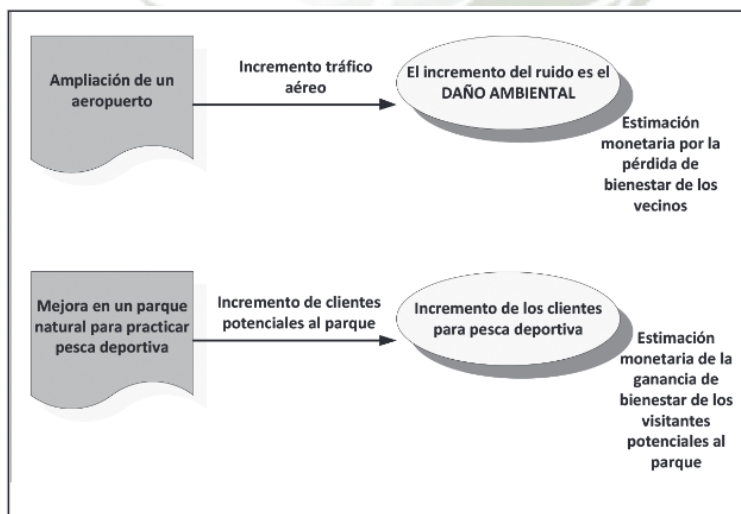 Ampliación de un
aeropuerto
Incremento tráfico
aéreo
El incremento del ruido es el
DAÑO AMBIENTAL
Estimación
monetaria por la
pérdida de
bienestar de los
vecinos
Mejora en un parque
natural para practicar
pesca deportiva
Incremento de clientes
potenciales al parque
Incremento de los clientes
para pesca deportiva
Estimación
monetaria de la
ganancia de
bienestar de los
visitantes
potenciales al
parque